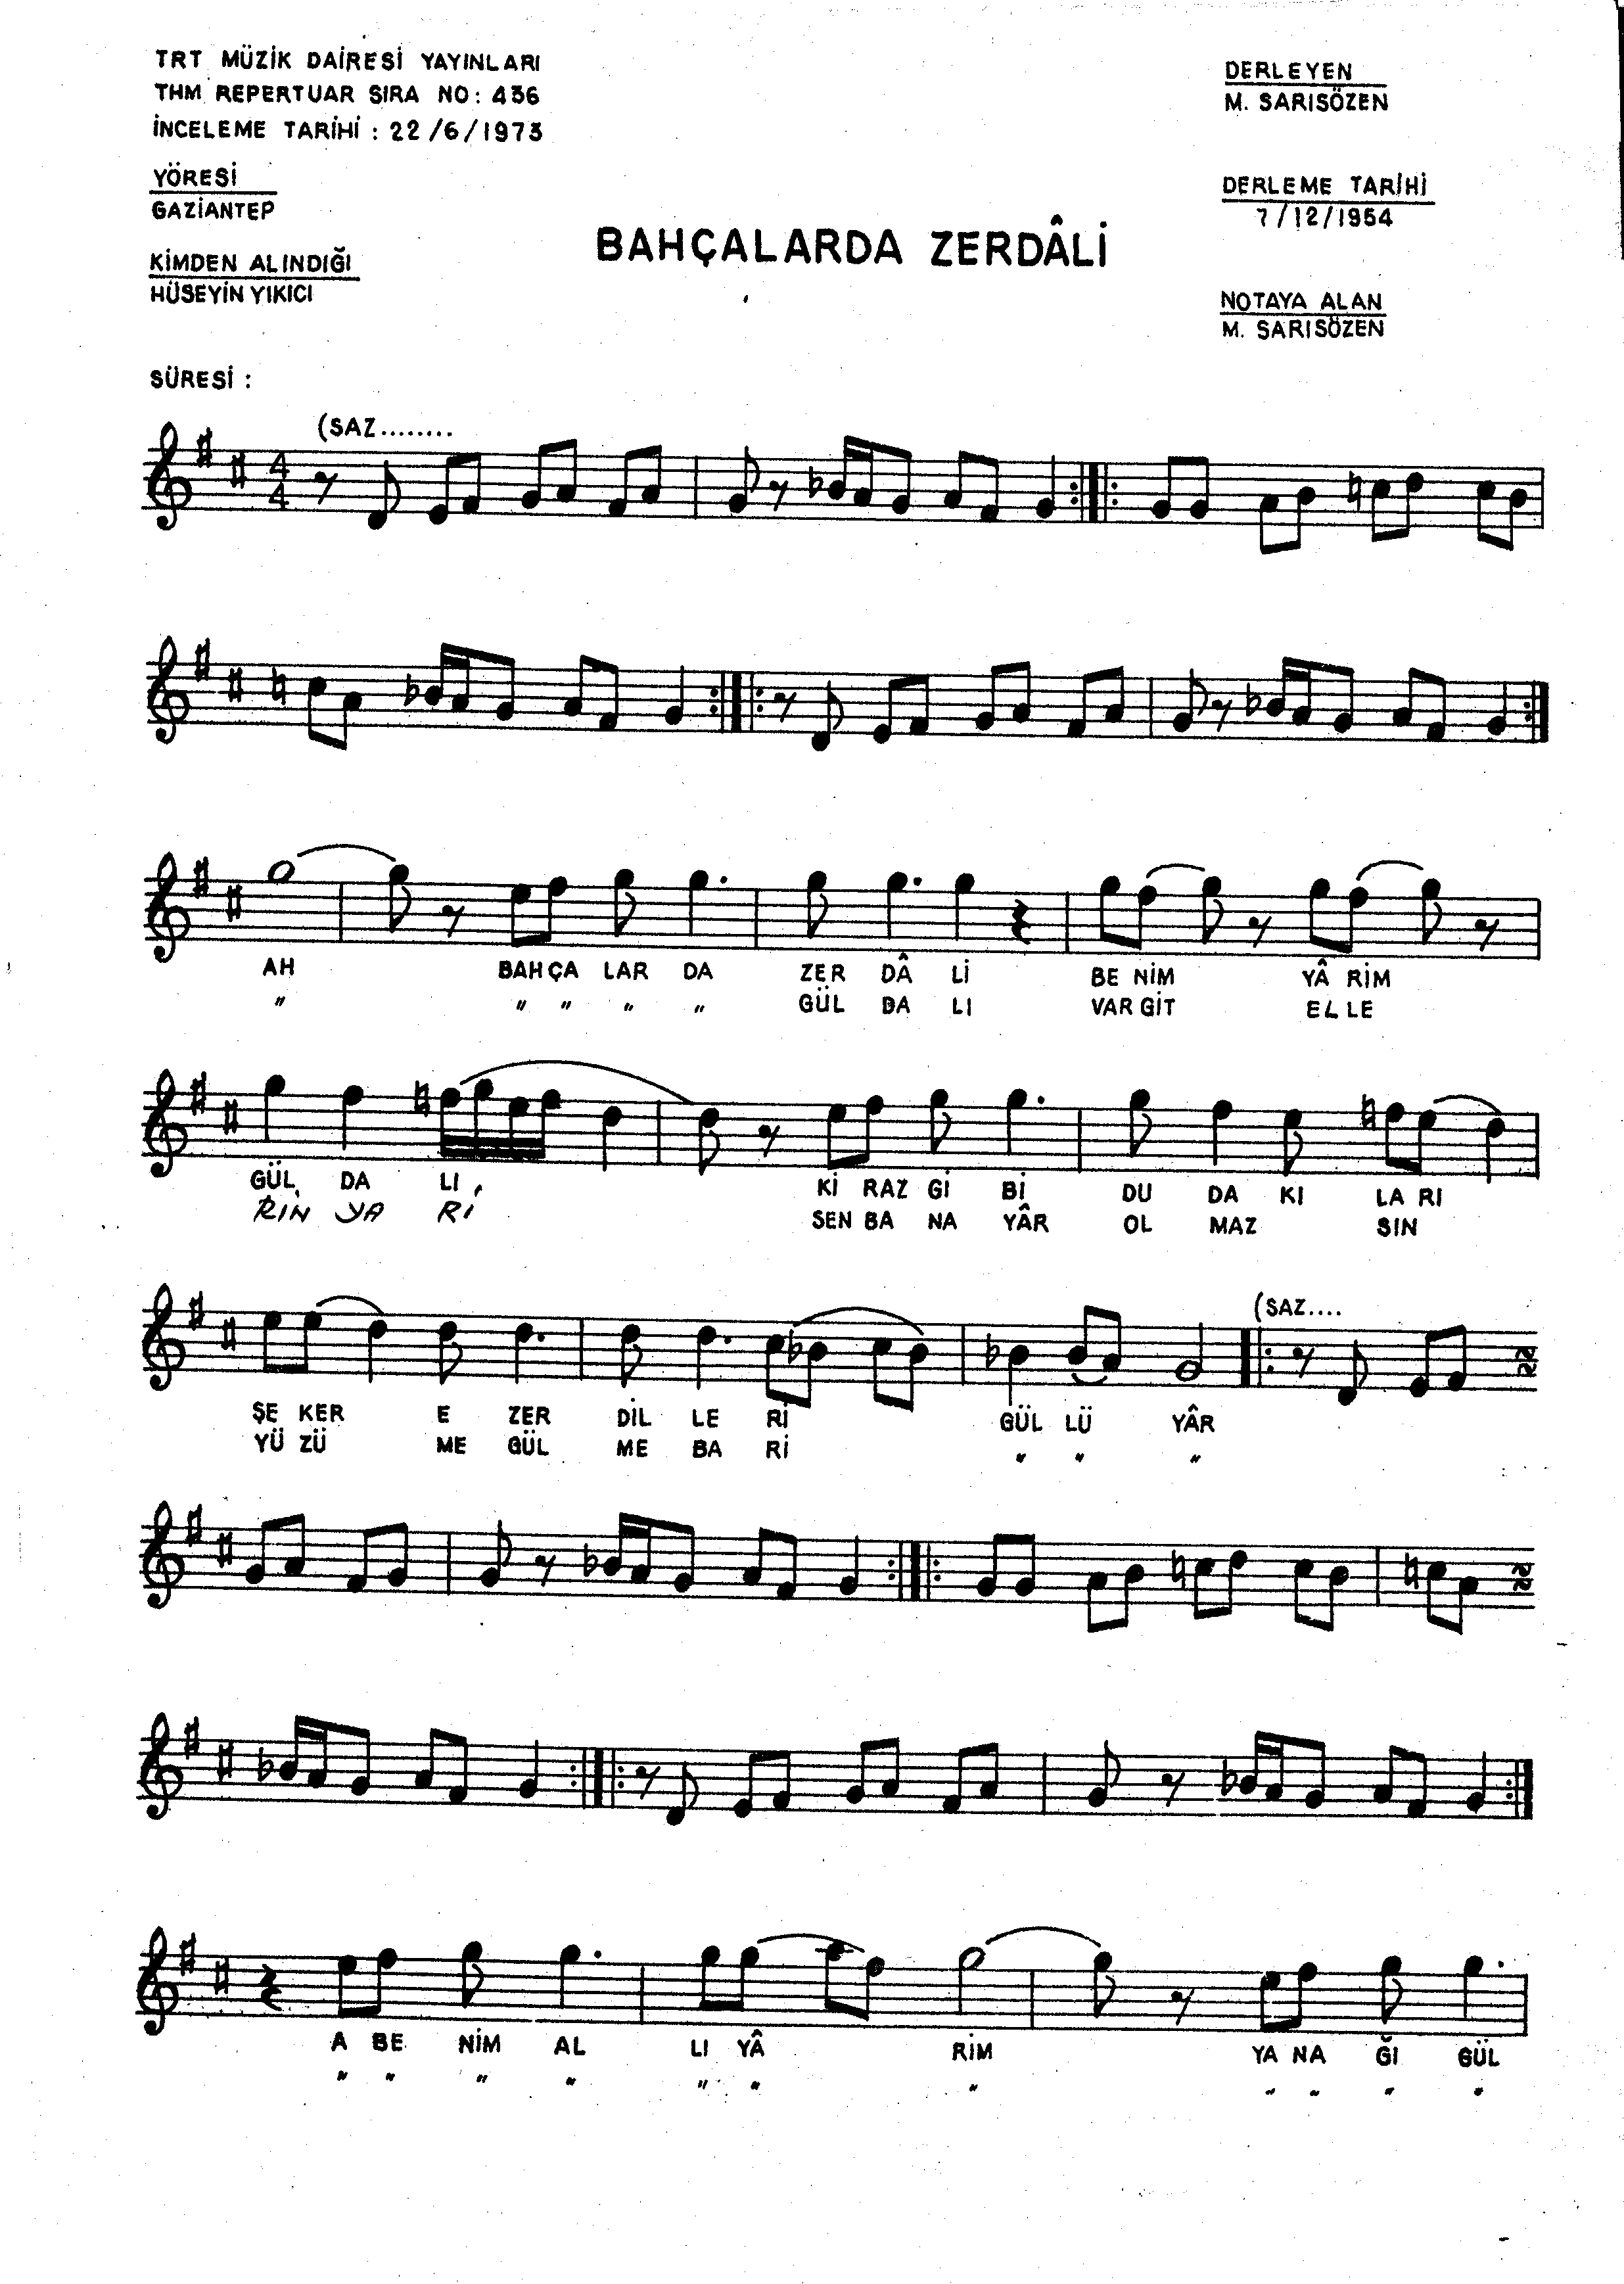 TRT MÜZİK DAİRESİ YAYINLARI
THM REPERTUAR SIRA NO: 436
İNCELEME TARİHİ : 22/6/1973
DERLEYEN
M. SARISÖZEN
YÖRESİ
GAZİANTEP
DERLEME TARİHİ
7/12/1954
BAHÇALARDA ZERDÂLİ
KİMDEN ALINDIĞI
HÜSEYİN YIKICI
NOTAYA ALAN
M. SARISÖZEN
SÜRESİ :
(SAZ........
4
4
AH BAHÇA LAR DA ZER DÂ Lİ BE NİM YÂ RİM
" " " " " GÜL DA LI VAR GİT EL LE
GÜL DA LI Kİ RAZ Gİ Bİ DU DA KI LA RI
RİN YA Rİ SEN BA NA YÂR OL MAZ SIN
(SAZ....
ŞE KER E ZER DİL LE Rİ GÜL LÜ YÂR
YÜ ZÜ ME GÜL ME BA Rİ " " "
A BE NİM AL LI YÂ RİM YA NA ĞI GÜL
" " " " " " " " " " "